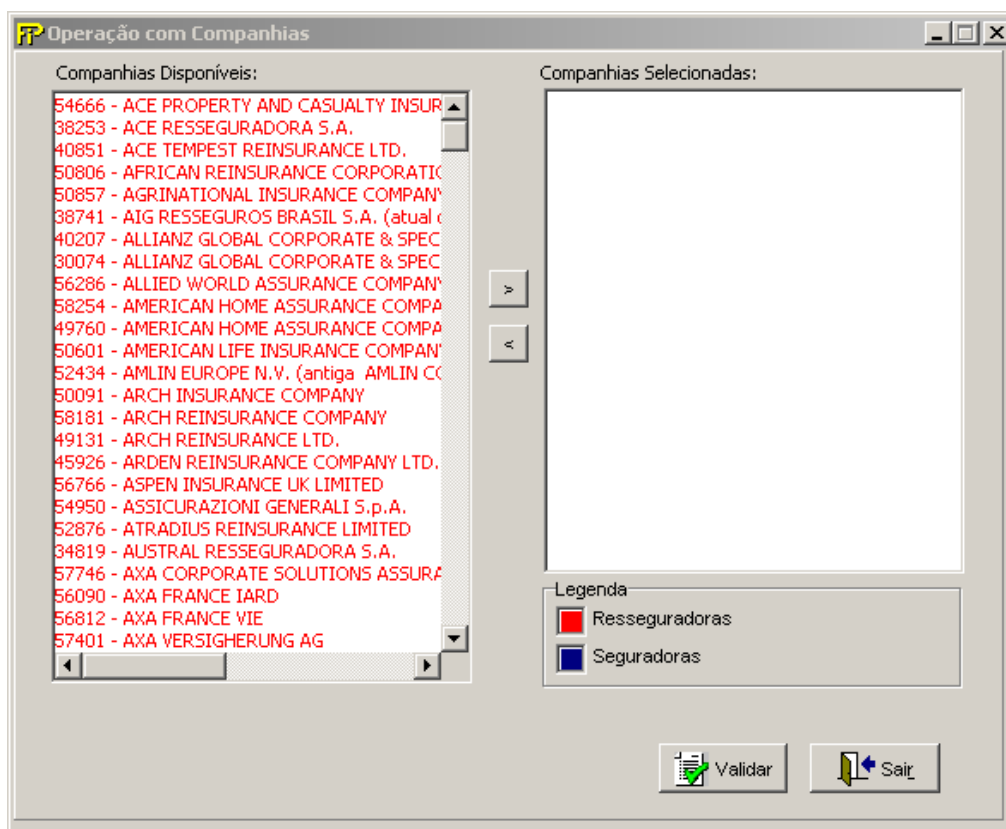 FIP Operação com Companhias
Companhias Disponíveis:
54666 - ACE PROPERTY AND CASUALTY INSUR
38253 - ACE RESSEGURADORA S.A.
40851 - ACE TEMPEST REINSURANCE LTD.
50806 - AFRICAN REINSURANCE CORPORATIO
50857 - AGRINATIONAL INSURANCE COMPANY
38741 - AIG RESSEGUROS BRASIL S.A. (atual d
40207 - ALLIANZ GLOBAL CORPORATE & SPEC
30074 - ALLIANZ GLOBAL CORPORATE & SPEC
56286 - ALLIED WORLD ASSURANCE COMPANY
58254 - AMERICAN HOME ASSURANCE COMPA
49760 - AMERICAN HOME ASSURANCE COMPA
50601 - AMERICAN LIFE INSURANCE COMPANY
52434 - AMLIN EUROPE N.V. (antiga AMLIN CO
50091 - ARCH INSURANCE COMPANY
58181 - ARCH REINSURANCE COMPANY
49131 - ARCH REINSURANCE LTD.
45926 - ARDEN REINSURANCE COMPANY LTD.
56766 - ASPEN INSURANCE UK LIMITED
54950 - ASSICURAZIONI GENERALI S.p.A.
52876 - ATRADIUS REINSURANCE LIMITED
34819 - AUSTRAL RESSEGURADORA S.A.
57746 - AXA CORPORATE SOLUTIONS ASSURA
56090 - AXA FRANCE IARD
56812 - AXA FRANCE VIE
57401 - AXA VERSIGHERUNG AG
>
<
Companhias Selecionadas:
Legenda
Resseguradoras
Seguradoras
Validar
Sair